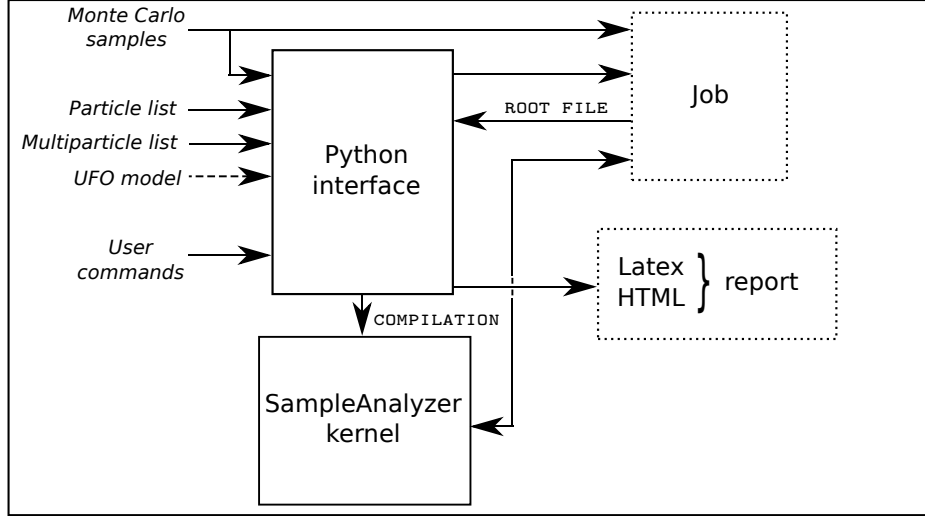 Monte Carlo
samples
Particle list
Multiparticle list
UFO model
User
commands
Python
interface
Job
ROOT FILE
Latex
HTML } report
COMPILATION
SampleAnalyzer
kernel